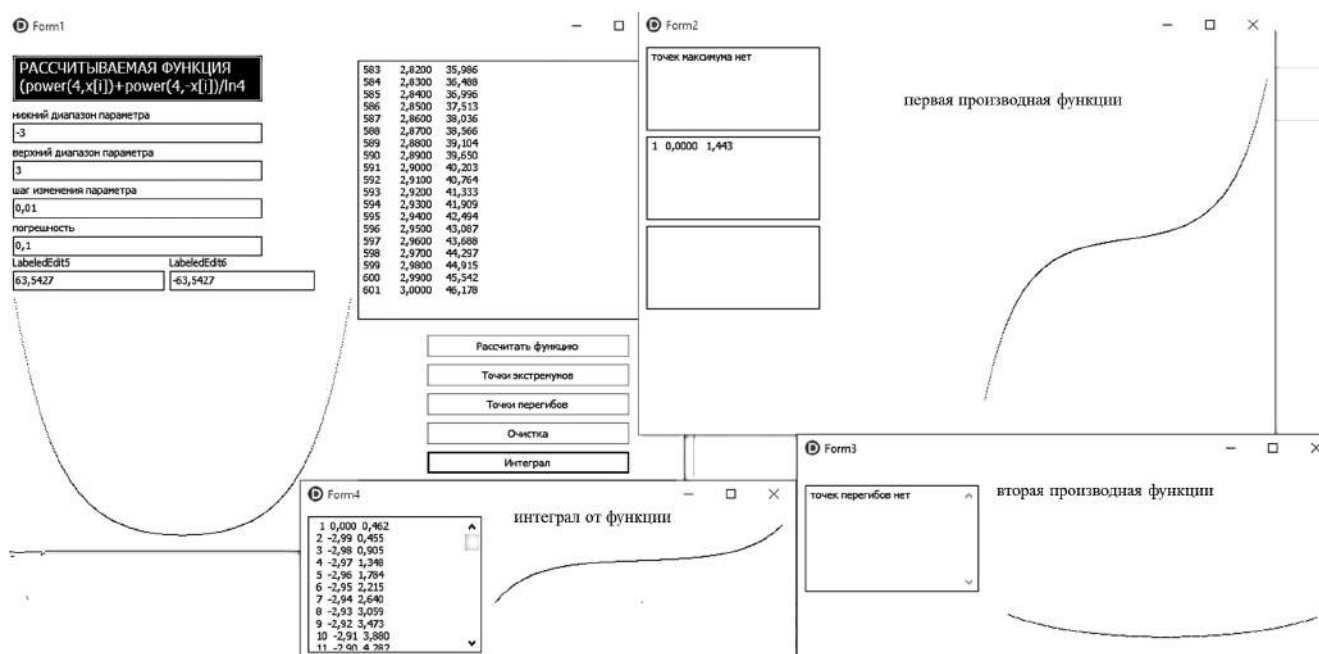 Form1
РАССЧИТЫВАЕМАЯ ФУНКЦИЯ
(power(4,x[i])+power(4,-x[i])/ln4
нижний диапазон параметра
-3
верхний диапазон параметра
3
шаг изменения параметра
0,01
погрешность
0,1
LabeledEdit5 LabeledEdit6
63,5427 -63,5427
583 2,8200 35,986
584 2,8300 36,488
585 2,8400 36,996
586 2,8500 37,513
587 2,8600 38,036
588 2,8700 38,566
589 2,8800 39,104
590 2,8900 39,650
591 2,9000 40,203
592 2,9100 40,764
593 2,9200 41,333
594 2,9300 41,909
595 2,9400 42,494
596 2,9500 43,087
597 2,9600 43,688
598 2,9700 44,297
599 2,9800 44,915
600 2,9900 45,542
601 3,0000 46,178
Рассчитать функцию
Точки экстремумов
Точки перегибов
Очистка
Интеграл
Form2
точек максимума нет
1 0,0000 1,443
первая производная функции
Form4
1 0,000 0,462
2 -2,99 0,455
3 -2,98 0,905
4 -2,97 1,348
5 -2,96 1,784
6 -2,95 2,215
7 -2,94 2,640
8 -2,93 3,059
9 -2,92 3,473
10 -2,91 3,880
11 -2,90 4,282
интеграл от функции
Form3
точек перегибов нет
вторая производная функции